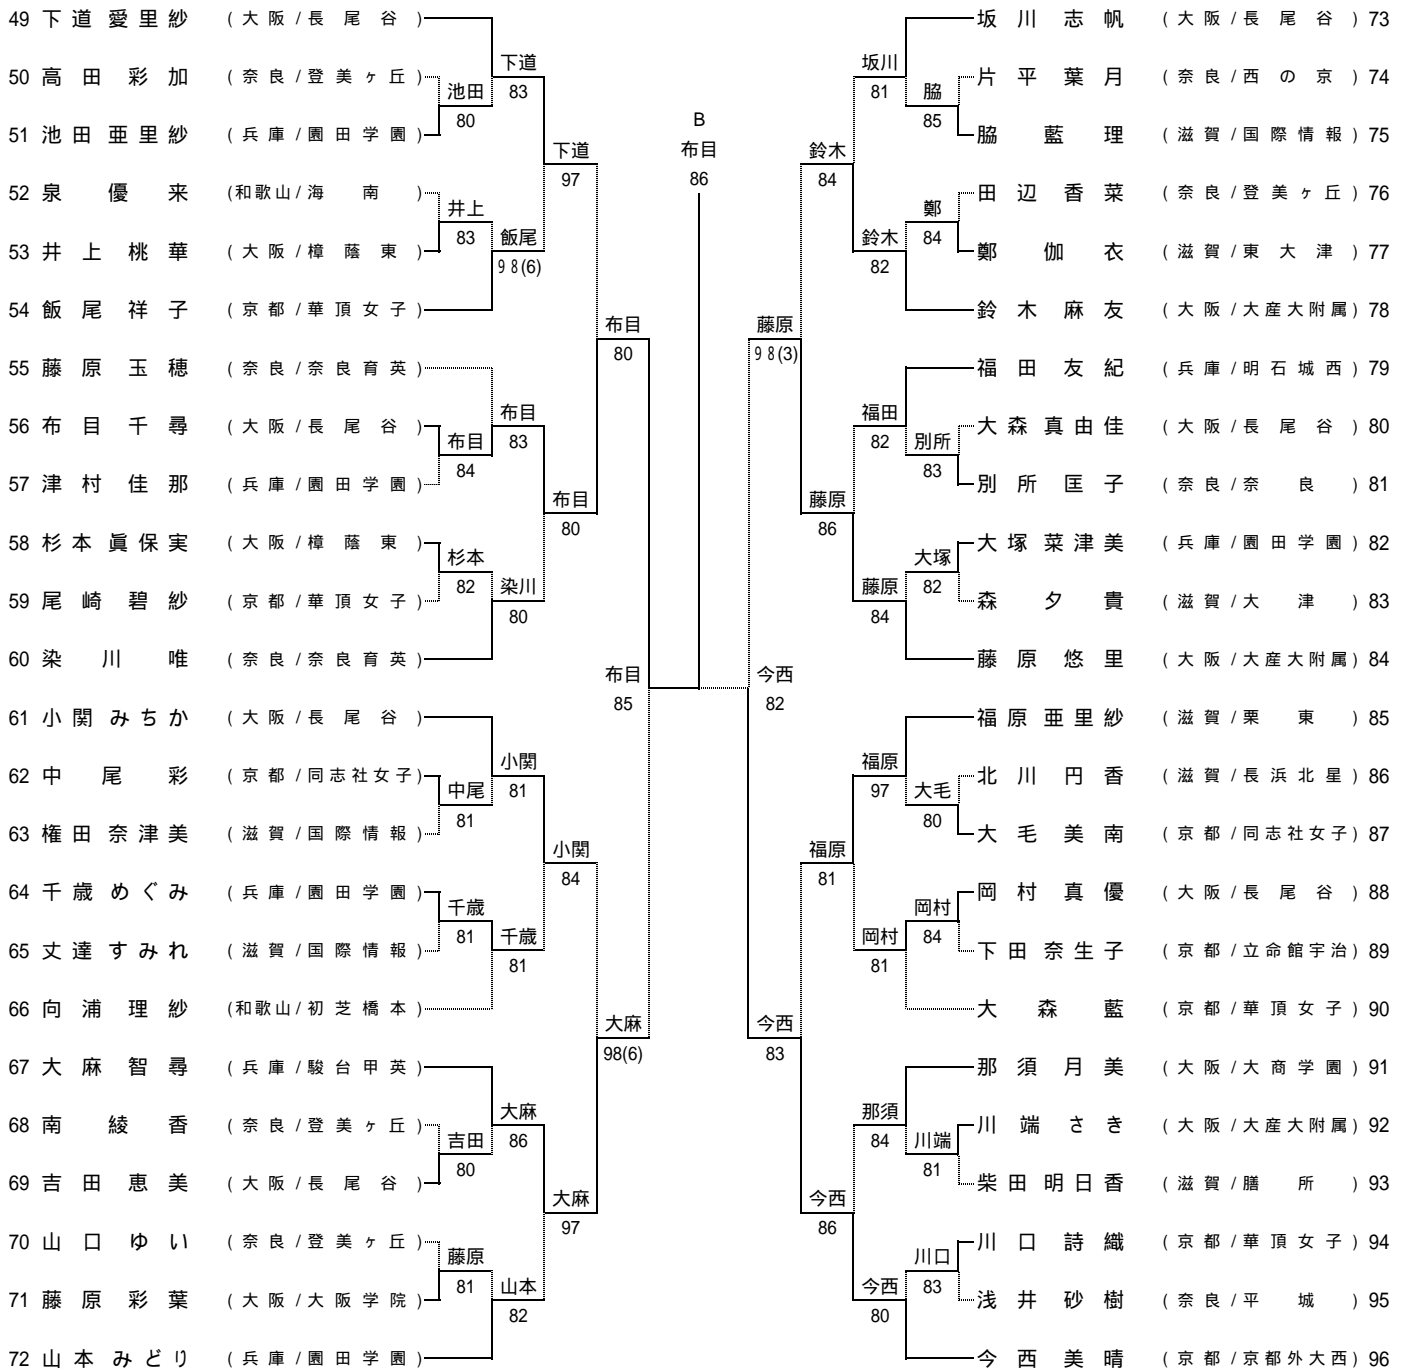 49 下道愛里紗 (大阪/長尾谷)
50 高田彩加 (奈良/登美ヶ丘)
51 池田亜里紗 (兵庫/園田学園)
52 泉優来 (和歌山/海南)
53 井上桃華 (大阪/樟蔭東)
54 飯尾祥子 (京都/華頂女子)
55 藤原玉穂 (奈良/奈良育英)
56 布目千尋 (大阪/長尾谷)
57 津村佳那 (兵庫/園田学園)
58 杉本眞保実 (大阪/樟蔭東)
59 尾崎碧紗 (京都/華頂女子)
60 染川唯 (奈良/奈良育英)
61 小関みちか (大阪/長尾谷)
62 中尾彩 (京都/同志社女子)
63 権田奈津美 (滋賀/国際情報)
64 千歳めぐみ (兵庫/園田学園)
65 丈達すみれ (滋賀/国際情報)
66 向浦理紗 (和歌山/初芝橋本)
67 大麻智尋 (兵庫/駿台甲英)
68 南綾香 (奈良/登美ヶ丘)
69 吉田恵美 (大阪/長尾谷)
70 山口ゆい (奈良/登美ヶ丘)
71 藤原彩葉 (大阪/大阪学院)
72 山本みどり (兵庫/園田学園)
池田
80
井上
83
布目
84
杉本
82
中尾
81
千歳
81
吉田
80
藤原
81
下道
83
飯尾
98(6)
布目
83
染川
80
小関
81
千歳
81
大麻
86
山本
82
下道
97
布目
80
小関
84
大麻
97
布目
80
大麻
98(6)
布目
85
B
布目
86
今西
82
藤原
98(3)
今西
83
鈴木
84
藤原
86
福原
81
今西
86
坂川
81
鈴木
82
福田
82
藤原
84
福原
97
岡村
81
那須
84
今西
80
脇
85
鄭
84
別所
83
大塚
82
大毛
80
岡村
84
川端
81
川口
83
坂川志帆 (大阪/長尾谷) 73
片平葉月 (奈良/西の京) 74
脇藍理 (滋賀/国際情報) 75
田辺香菜 (奈良/登美ヶ丘) 76
鄭伽衣 (滋賀/東大津) 77
鈴木麻友 (大阪/大産大附属) 78
福田友紀 (兵庫/明石城西) 79
大森真由佳 (大阪/長尾谷) 80
別所匡子 (奈良/奈良) 81
大塚菜津美 (兵庫/園田学園) 82
森夕貴 (滋賀/大津) 83
藤原悠里 (大阪/大産大附属) 84
福原亜里紗 (滋賀/栗東) 85
北川円香 (滋賀/長浜北星) 86
大毛美南 (京都/同志社女子) 87
岡村真優 (大阪/長尾谷) 88
下田奈生子 (京都/立命館宇治) 89
大森藍 (京都/華頂女子) 90
那須月美 (大阪/大商学園) 91
川端さき (大阪/大産大附属) 92
柴田明日香 (滋賀/膳所) 93
川口詩織 (京都/華頂女子) 94
浅井砂樹 (奈良/平城) 95
今西美晴 (京都/京都外大西) 96